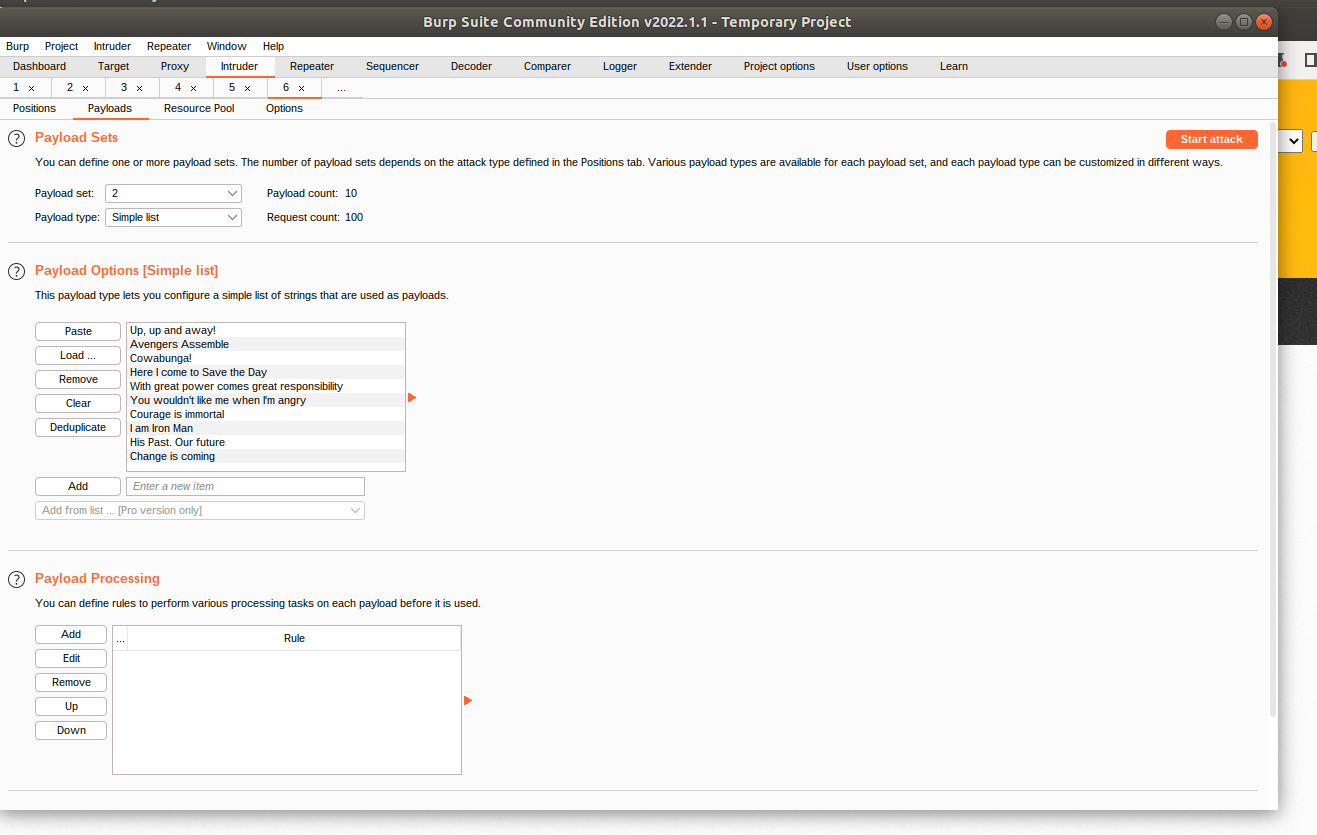 Burp Suite Community Edition v2022.1.1 - Temporary Project
Burp Project Intruder Repeater Window Help
Dashboard Target Proxy Intruder Repeater Sequencer Decoder Comparer Logger Extender Project options User options Learn
1 × 2 × 3 × 4 × 5 × 6 × ...
Positions Payloads Resource Pool Options
? Payload Sets Start attack
You can define one or more payload sets. The number of payload sets depends on the attack type defined in the Positions tab. Various payload types are available for each payload set, and each payload type can be customized in different ways.
Payload set: 2 Payload count: 10
Payload type: Simple list Request count: 100
? Payload Options [Simple list]
This payload type lets you configure a simple list of strings that are used as payloads.
Paste
Load ...
Remove
Clear
Deduplicate
Up, up and away!
Avengers Assemble
Cowabunga!
Here I come to Save the Day
With great power comes great responsibility
You wouldn't like me when I'm angry
Courage is immortal
I am Iron Man
His Past. Our future
Change is coming
Add Enter a new item
Add from list ... [Pro version only]
? Payload Processing
You can define rules to perform various processing tasks on each payload before it is used.
Add
Edit
Remove
Up
Down
... Rule